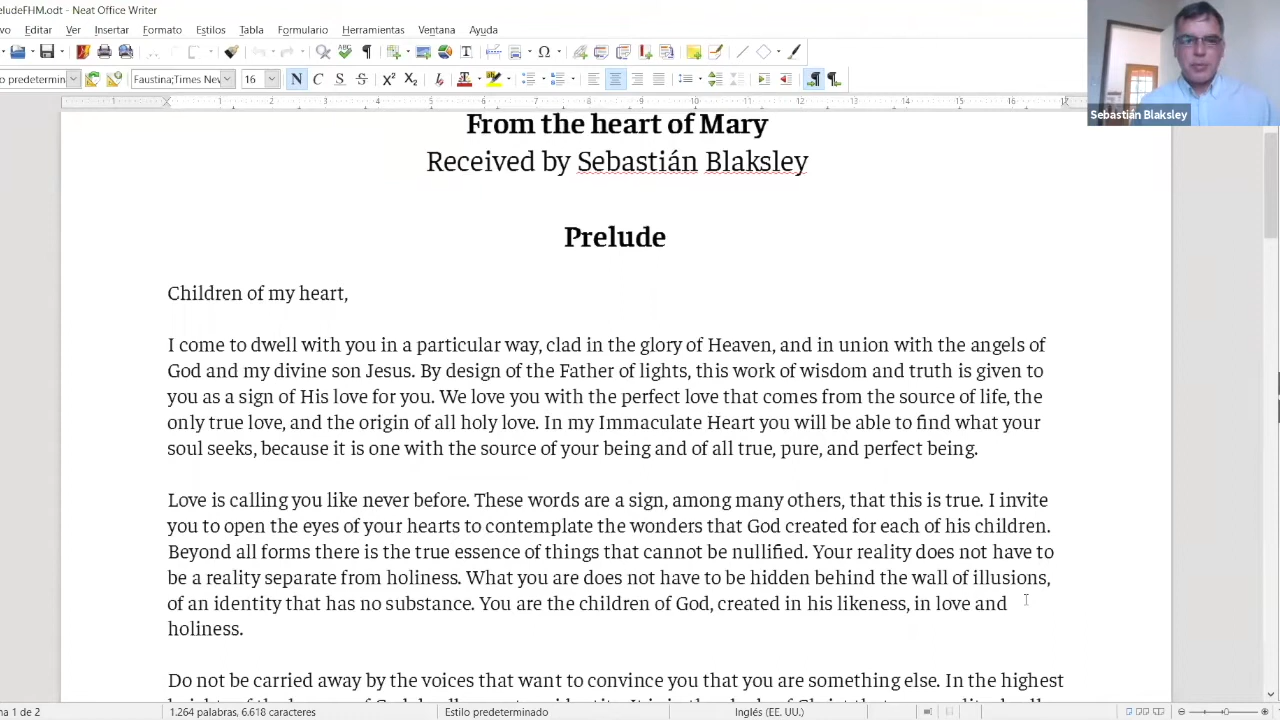 eludeFHM.odt - Neat Office Writer
vo Editar Ver Insertar Formato Estilos Tabla Formulario Herramientas Ventana Ayuda
o predetermin Faustina;Times Nev 16 N C S
Sebastián Blaksley
From the heart of Mary
Received by Sebastián Blaksley
Prelude
Children of my heart,
I come to dwell with you in a particular way, clad in the glory of Heaven, and in union with the angels of
God and my divine son Jesus. By design of the Father of lights, this work of wisdom and truth is given to
you as a sign of His love for you. We love you with the perfect love that comes from the source of life, the
only true love, and the origin of all holy love. In my Immaculate Heart you will be able to find what your
soul seeks, because it is one with the source of your being and of all true, pure, and perfect being.
Love is calling you like never before. These words are a sign, among many others, that this is true. I invite
you to open the eyes of your hearts to contemplate the wonders that God created for each of his children.
Beyond all forms there is the true essence of things that cannot be nullified. Your reality does not have to
be a reality separate from holiness. What you are does not have to be hidden behind the wall of illusions,
of an identity that has no substance. You are the children of God, created in his likeness, in love and
holiness.
Do not be carried away by the voices that want to convince you that you are something else. In the highest
ina 1 de 2 1.264 palabras, 6.618 caracteres Estilo predeterminado Inglés (EE. UU.)